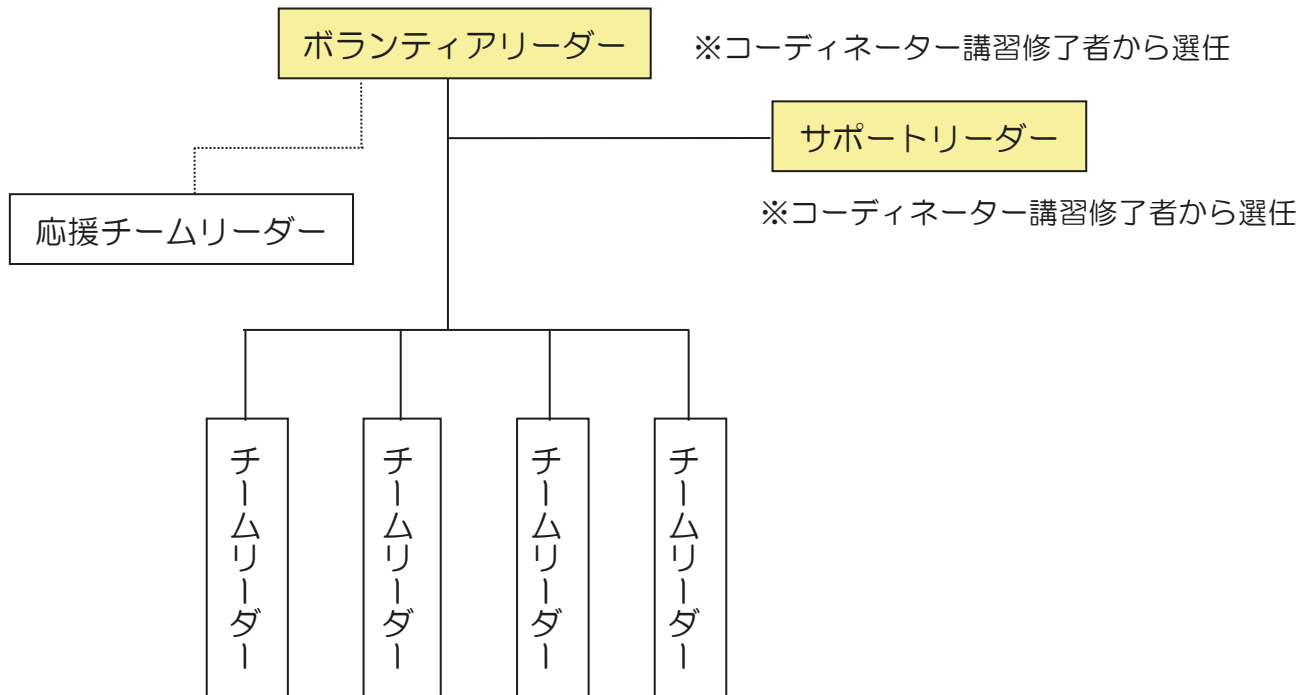 ボランティアリーダー
※コーディネーター講習修了者から選任
サポートリーダー
※コーディネーター講習修了者から選任
応援チームリーダー
チームリーダー
チームリーダー
チームリーダー
チームリーダー